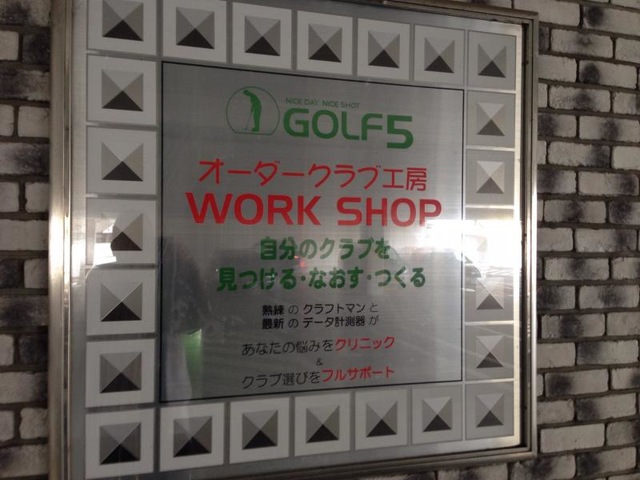 NICE DAY NICE SHOT
GOLF5
オーダークラブ工房
WORK SHOP
自分のクラブを
見つける・なおす・つくる
熟練のクラフトマンと
最新のデータ計測器が
あなたの悩みをクリニック
&
クラブ選びをフルサポート